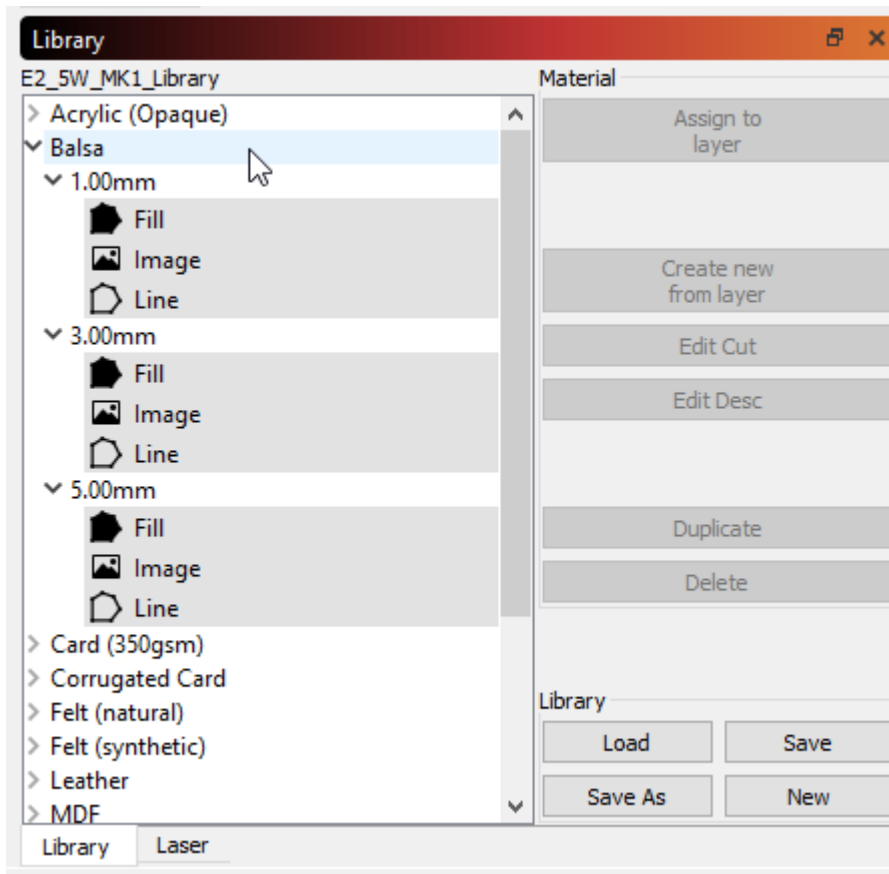 Library
E2_5W_MK1_Library
Acrylic (Opaque)
Balsa
1.00mm
Fill
Image
Line
3.00mm
Fill
Image
Line
5.00mm
Fill
Image
Line
Card (350gsm)
Corrugated Card
Felt (natural)
Felt (synthetic)
Leather
MDF
Material
Assign to
layer
Create new
from layer
Edit Cut
Edit Desc
Duplicate
Delete
Library
Load Save
Save As New
Library Laser